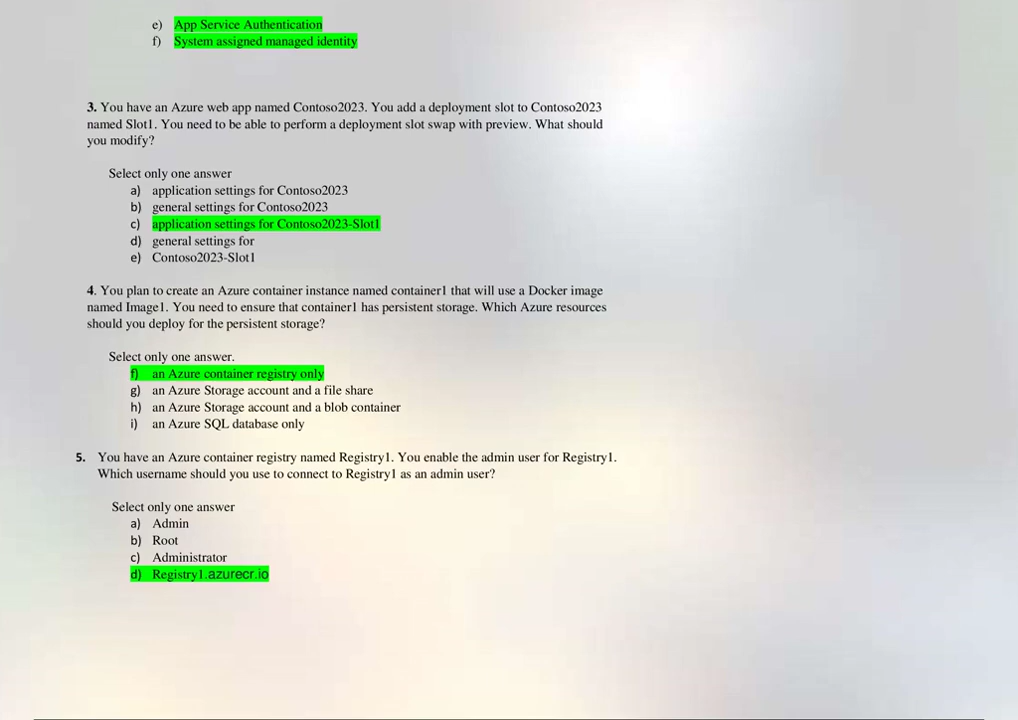 e) App Service Authentication
f) System assigned managed identity
3. You have an Azure web app named Contoso2023. You add a deployment slot to Contoso2023
named Slot1. You need to be able to perform a deployment slot swap with preview. What should
you modify?
Select only one answer
a) application settings for Contoso2023
b) general settings for Contoso2023
c) application settings for Contoso2023-Slot1
d) general settings for
e) Contoso2023-Slot1
4. You plan to create an Azure container instance named container1 that will use a Docker image
named Image1. You need to ensure that container1 has persistent storage. Which Azure resources
should you deploy for the persistent storage?
Select only one answer.
f) an Azure container registry only
g) an Azure Storage account and a file share
h) an Azure Storage account and a blob container
i) an Azure SQL database only
5. You have an Azure container registry named Registry1. You enable the admin user for Registry1.
Which username should you use to connect to Registry1 as an admin user?
Select only one answer
a) Admin
b) Root
c) Administrator
d) Registry1.azurecr.io